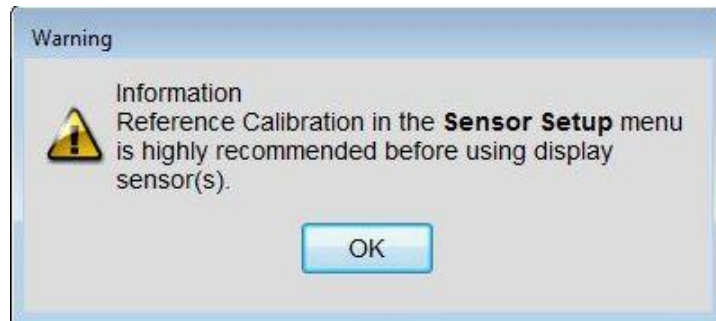 Warning
Information
Reference Calibration in the Sensor Setup menu
is highly recommended before using display
sensor(s).
OK